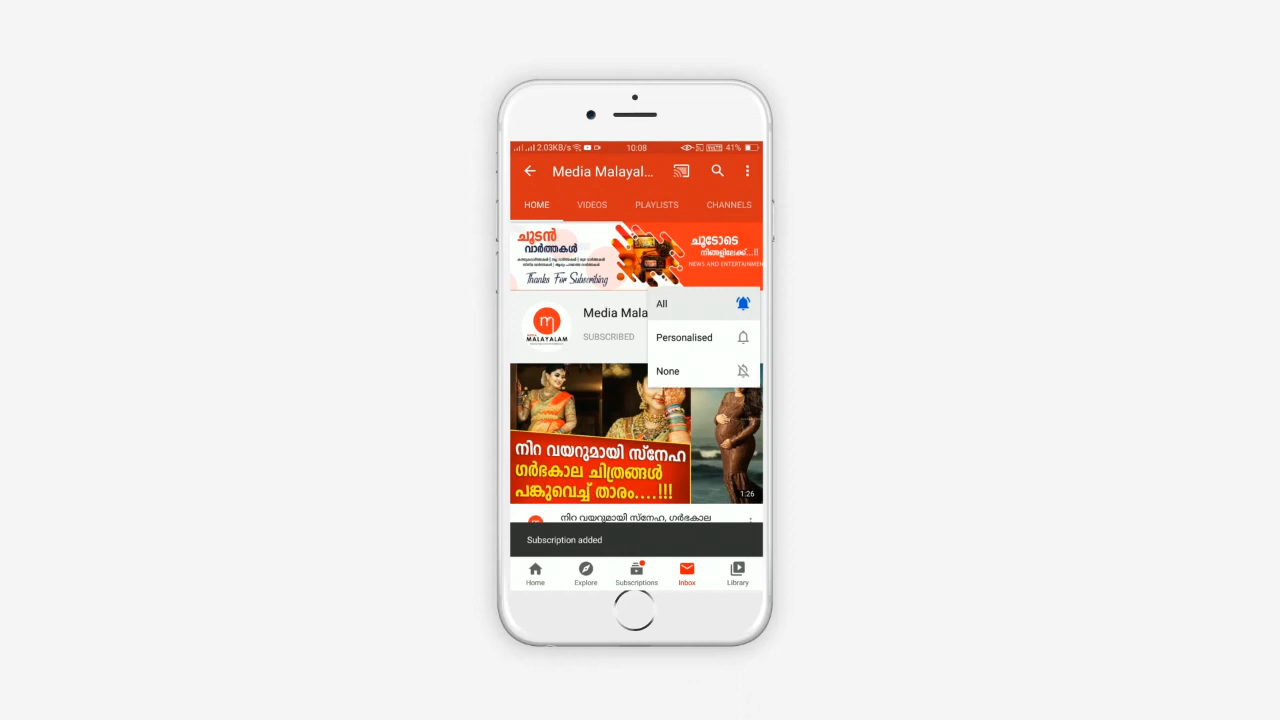 2.03KB/s 10:08 41%
Media Malayal...
HOME VIDEOS PLAYLISTS CHANNELS
ചൂടൻ
വാർത്തകൾ
Thanks For Subscribing
ചൂടോടെ
നിങ്ങളിലേക്ക്...!!
NEWS AND ENTERTAINMEN
All
Media Mala
SUBSCRIBED
Personalised
None
MALAYALAM
നിറ വയറുമായി സ്നേഹ
ഗർഭകാല ചിത്രങ്ങൾ
പങ്കുവെച്ച് താരം....!!!
1:26
നിറ വയറുമായി സ്നേഹ, ഗർഭകാല
Subscription added
Home Explore Subscriptions Inbox Library